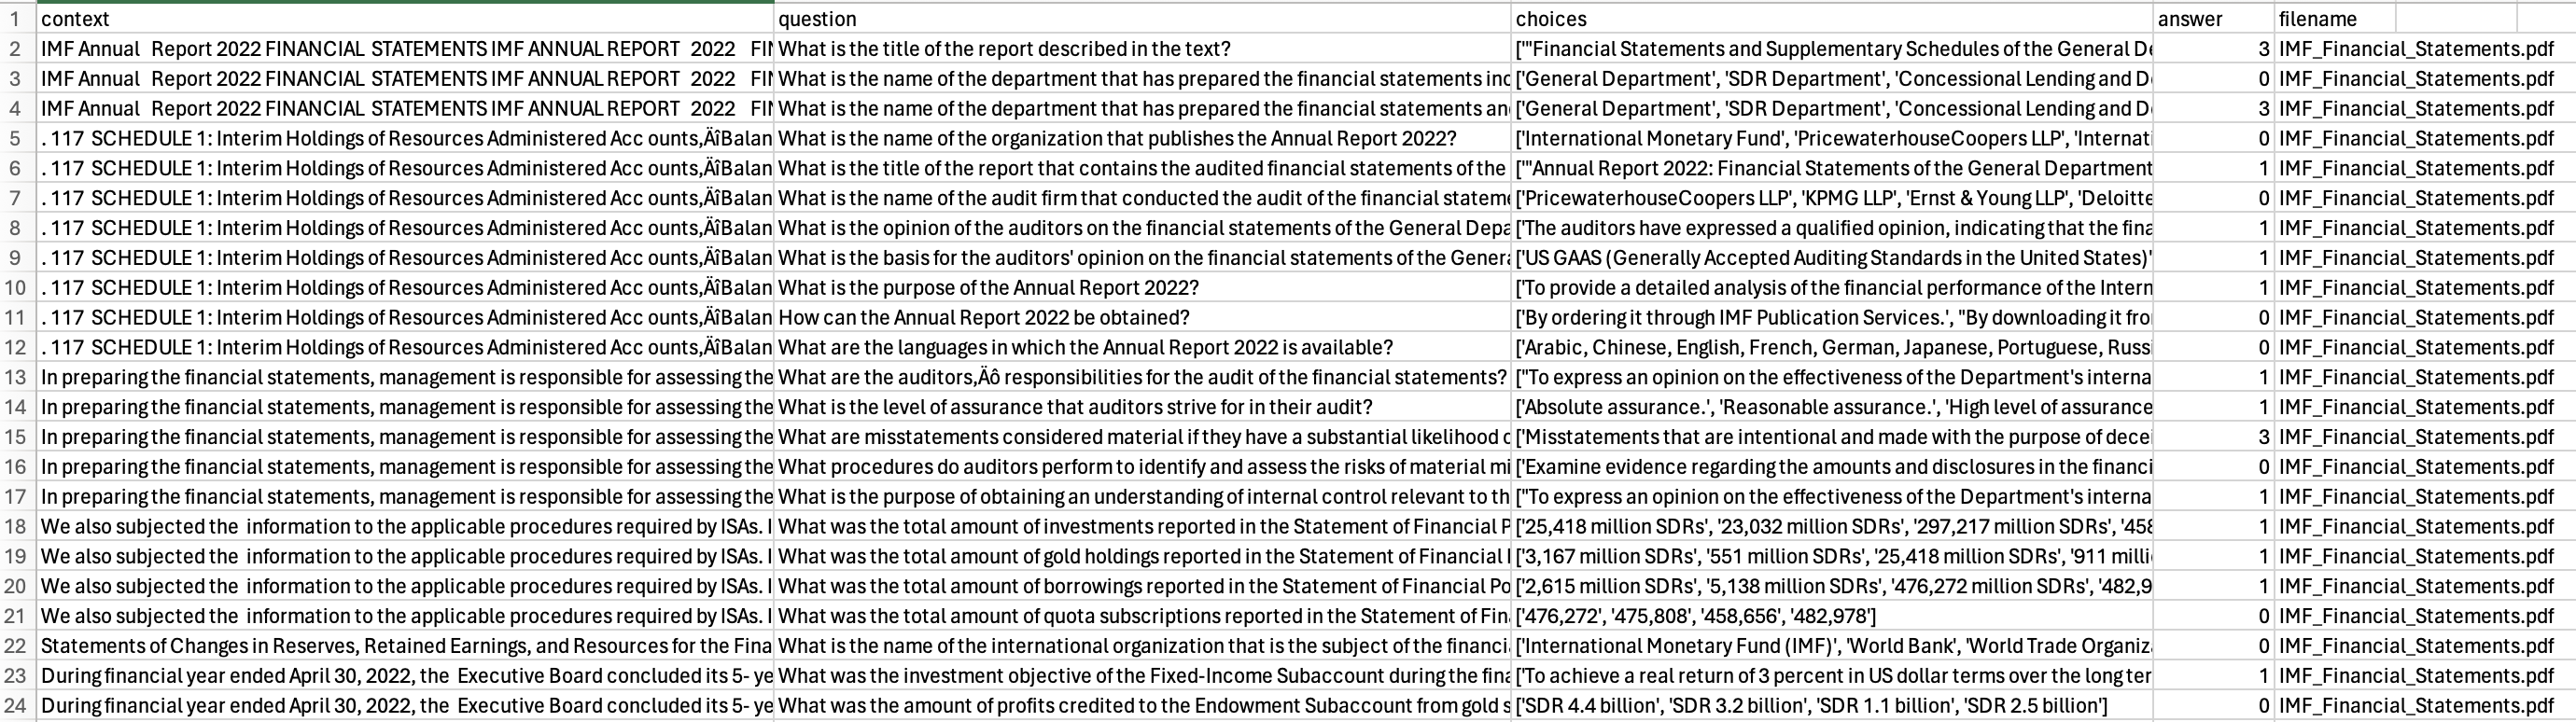 1 context question choices answer filename
2 IMF Annual Report 2022 FINANCIAL STATEMENTS IMF ANNUAL REPORT 2022 FIN What is the title of the report described in the text? ['"Financial Statements and Supplementary Schedules of the General De 3 IMF_Financial_Statements.pdf
3 IMF Annual Report 2022 FINANCIAL STATEMENTS IMF ANNUAL REPORT 2022 FIN What is the name of the department that has prepared the financial statements inc ['General Department', 'SDR Department', 'Concessional Lending and De 0 IMF_Financial_Statements.pdf
4 IMF Annual Report 2022 FINANCIAL STATEMENTS IMF ANNUAL REPORT 2022 FIN What is the name of the department that has prepared the financial statements an ['General Department', 'SDR Department', 'Concessional Lending and De 3 IMF_Financial_Statements.pdf
5 . 117 SCHEDULE 1: Interim Holdings of Resources Administered Acc ounts‚ÄîBalan What is the name of the organization that publishes the Annual Report 2022? ['International Monetary Fund', 'PricewaterhouseCoopers LLP', 'Internati 0 IMF_Financial_Statements.pdf
6 . 117 SCHEDULE 1: Interim Holdings of Resources Administered Acc ounts‚ÄîBalan What is the title of the report that contains the audited financial statements of the ['"Annual Report 2022: Financial Statements of the General Department 1 IMF_Financial_Statements.pdf
7 . 117 SCHEDULE 1: Interim Holdings of Resources Administered Acc ounts‚ÄîBalan What is the name of the audit firm that conducted the audit of the financial stateme ['PricewaterhouseCoopers LLP', 'KPMG LLP', 'Ernst & Young LLP', 'Deloitte 0 IMF_Financial_Statements.pdf
8 . 117 SCHEDULE 1: Interim Holdings of Resources Administered Acc ounts‚ÄîBalan What is the opinion of the auditors on the financial statements of the General Depa ['The auditors have expressed a qualified opinion, indicating that the fina 1 IMF_Financial_Statements.pdf
9 . 117 SCHEDULE 1: Interim Holdings of Resources Administered Acc ounts‚ÄîBalan What is the basis for the auditors' opinion on the financial statements of the Genera ['US GAAS (Generally Accepted Auditing Standards in the United States)' 1 IMF_Financial_Statements.pdf
10 . 117 SCHEDULE 1: Interim Holdings of Resources Administered Acc ounts‚ÄîBalan What is the purpose of the Annual Report 2022? ['To provide a detailed analysis of the financial performance of the Intern 1 IMF_Financial_Statements.pdf
11 . 117 SCHEDULE 1: Interim Holdings of Resources Administered Acc ounts‚ÄîBalan How can the Annual Report 2022 be obtained? ['By ordering it through IMF Publication Services.', "By downloading it fro 0 IMF_Financial_Statements.pdf
12 . 117 SCHEDULE 1: Interim Holdings of Resources Administered Acc ounts‚ÄîBalan What are the languages in which the Annual Report 2022 is available? ['Arabic, Chinese, English, French, German, Japanese, Portuguese, Russi 0 IMF_Financial_Statements.pdf
13 In preparing the financial statements, management is responsible for assessing the What are the auditors‚Äô responsibilities for the audit of the financial statements? ["To express an opinion on the effectiveness of the Department's interna 1 IMF_Financial_Statements.pdf
14 In preparing the financial statements, management is responsible for assessing the What is the level of assurance that auditors strive for in their audit? ['Absolute assurance.', 'Reasonable assurance.', 'High level of assurance 1 IMF_Financial_Statements.pdf
15 In preparing the financial statements, management is responsible for assessing the What are misstatements considered material if they have a substantial likelihood o ['Misstatements that are intentional and made with the purpose of decei 3 IMF_Financial_Statements.pdf
16 In preparing the financial statements, management is responsible for assessing the What procedures do auditors perform to identify and assess the risks of material mi ['Examine evidence regarding the amounts and disclosures in the financi 0 IMF_Financial_Statements.pdf
17 In preparing the financial statements, management is responsible for assessing the What is the purpose of obtaining an understanding of internal control relevant to th ["To express an opinion on the effectiveness of the Department's interna 1 IMF_Financial_Statements.pdf
18 We also subjected the information to the applicable procedures required by ISAs. I What was the total amount of investments reported in the Statement of Financial P ['25,418 million SDRs', '23,032 million SDRs', '297,217 million SDRs', '458 1 IMF_Financial_Statements.pdf
19 We also subjected the information to the applicable procedures required by ISAs. I What was the total amount of gold holdings reported in the Statement of Financial ['3,167 million SDRs', '551 million SDRs', '25,418 million SDRs', '911 milli 1 IMF_Financial_Statements.pdf
20 We also subjected the information to the applicable procedures required by ISAs. I What was the total amount of borrowings reported in the Statement of Financial Po ['2,615 million SDRs', '5,138 million SDRs', '476,272 million SDRs', '482,9 1 IMF_Financial_Statements.pdf
21 We also subjected the information to the applicable procedures required by ISAs. I What was the total amount of quota subscriptions reported in the Statement of Fin ['476,272', '475,808', '458,656', '482,978'] 0 IMF_Financial_Statements.pdf
22 Statements of Changes in Reserves, Retained Earnings, and Resources for the Fina What is the name of the international organization that is the subject of the financi ['International Monetary Fund (IMF)', 'World Bank', 'World Trade Organiz 0 IMF_Financial_Statements.pdf
23 During financial year ended April 30, 2022, the Executive Board concluded its 5- ye What was the investment objective of the Fixed-Income Subaccount during the fina ['To achieve a real return of 3 percent in US dollar terms over the long ter 1 IMF_Financial_Statements.pdf
24 During financial year ended April 30, 2022, the Executive Board concluded its 5- ye What was the amount of profits credited to the Endowment Subaccount from gold s ['SDR 4.4 billion', 'SDR 3.2 billion', 'SDR 1.1 billion', 'SDR 2.5 billion'] 0 IMF_Financial_Statements.pdf